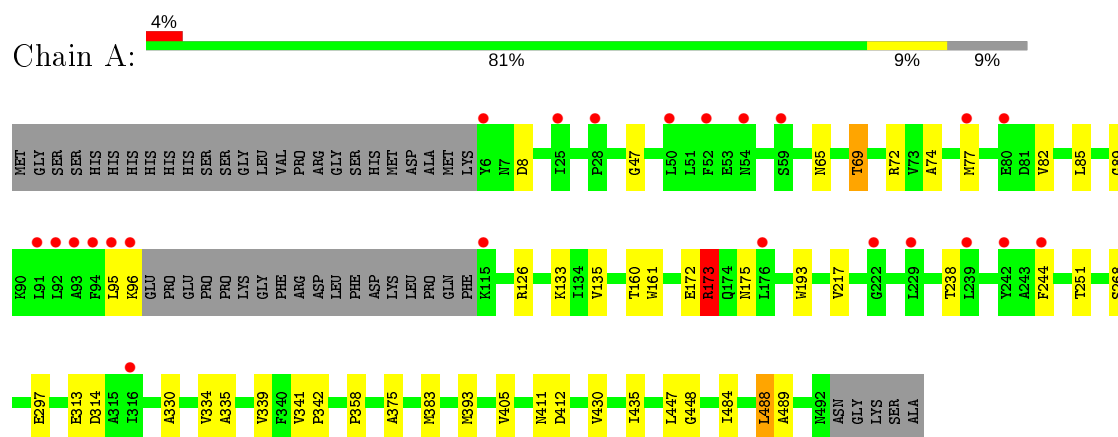 4%
Chain A:
81% 9% 9%
MET GLY SER SER HIS HIS HIS HIS HIS HIS SER SER GLY LEU VAL PRO ARG GLY SER HIS MET ASP ALA MET LYS Y6 N7 D8 I25 P28 G47 L50 L51 F52 E53 N54 S59 N65 T69 R72 V73 A74 M77 E80 D81 V82 L85 G89
K90 L91 L92 A93 F94 L95 K96 GLU PRO GLU PRO PRO LYS GLY PHE ARG ASP LEU PHE ASP LYS LEU PRO GLN PHE K115 R126 K133 I134 V135 T160 W161 E172 R173 Q174 N175 L176 W193 V217 G222 L229 T238 L239 Y242 A243 F244 T251 S268
E297 E313 D314 A315 I316 A330 V334 A335 V339 F340 V341 P342 P358 A375 M383 M393 V405 N411 D412 V430 I435 L447 G448 I484 L488 A489 N492 ASN GLY LYS SER ALA